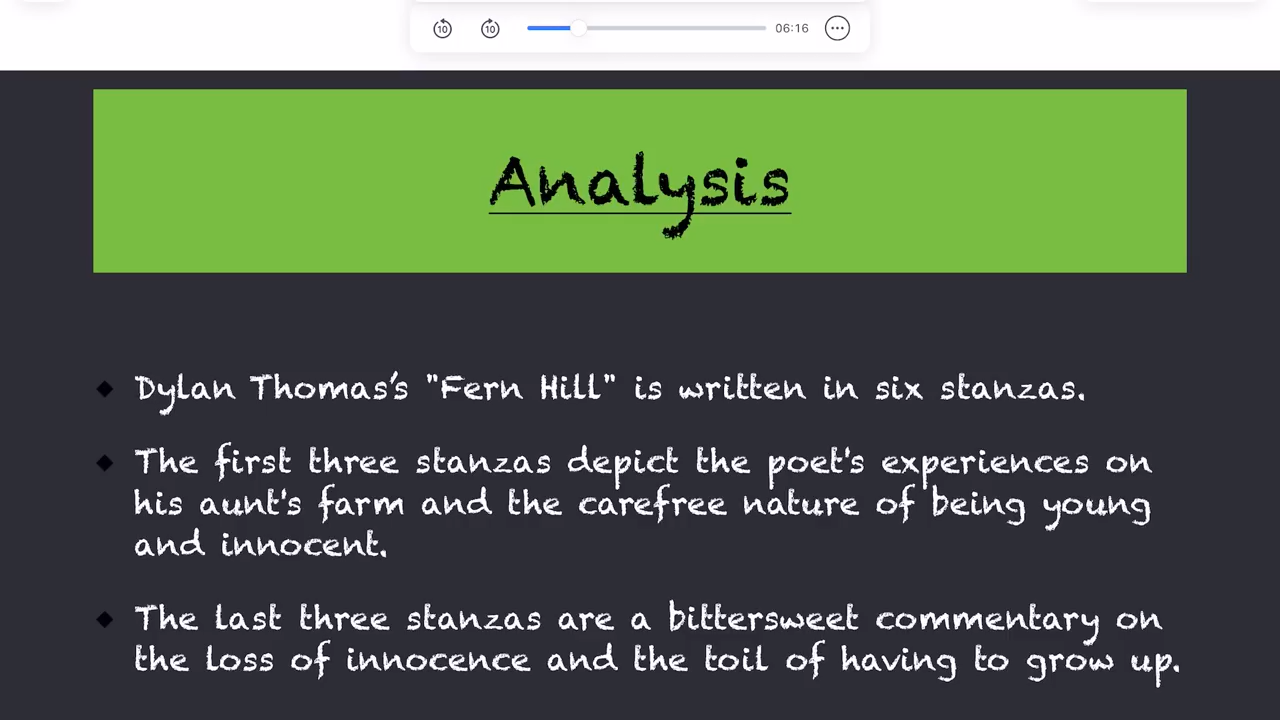 10 10 06:16
Analysis
Dylan Thomas's "Fern Hill" is written in six stanzas.
The first three stanzas depict the poet's experiences on
his aunt's farm and the carefree nature of being young
and innocent.
The last three stanzas are a bittersweet commentary on
the loss of innocence and the toil of having to grow up.